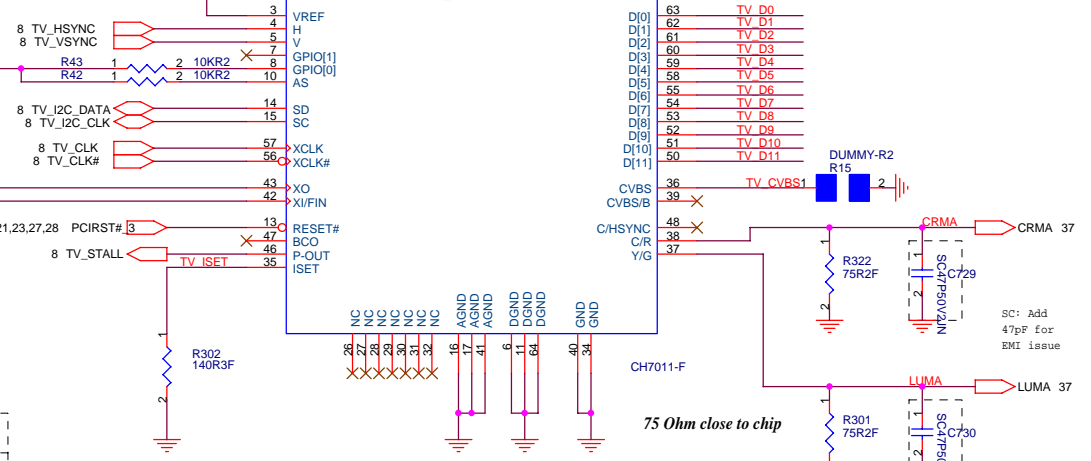 3 VREF
8 TV_HSYNC 4 H
8 TV_VSYNC 5 V
7 GPIO[1]
R43 1 2 10KR2 8 GPIO[0]
R42 1 2 10KR2 10 AS
8 TV_I2C_DATA 14 SD
8 TV_I2C_CLK 15 SC
8 TV_CLK 57 XCLK
8 TV_CLK# 56 XCLK#
43 XO
42 XI/FIN
21,23,27,28 PCIRST#_3 13 RESET#
47 BCO
8 TV_STALL 46 P-OUT
TV_ISET 35 ISET
D[0] 63 TV_D0
D[1] 62 TV_D1
D[2] 61 TV_D2
D[3] 60 TV_D3
D[4] 59 TV_D4
D[5] 58 TV_D5
D[6] 55 TV_D6
D[7] 54 TV_D7
D[8] 53 TV_D8
D[9] 52 TV_D9
D[10] 51 TV_D10
D[11] 50 TV_D11
DUMMY-R2
R15
CVBS 36 TV_CVBS 1 2
CVBS/B 39
C/HSYNC 48
C/R 38
Y/G 37
CRMA CRMA 37
1 R322 75R2F 2
1 SC47P50V2JN C729 2
SC: Add
47pF for
EMI issue
1 R302
140R3F
2
NC NC NC NC NC NC NC
26 27 28 29 30 31 32
AGND AGND AGND
16 17 41
DGND DGND DGND
6 11 64
GND GND
40 34
CH7011-F
LUMA LUMA 37
75 Ohm close to chip
1 R301
75R2F
1 C730
2